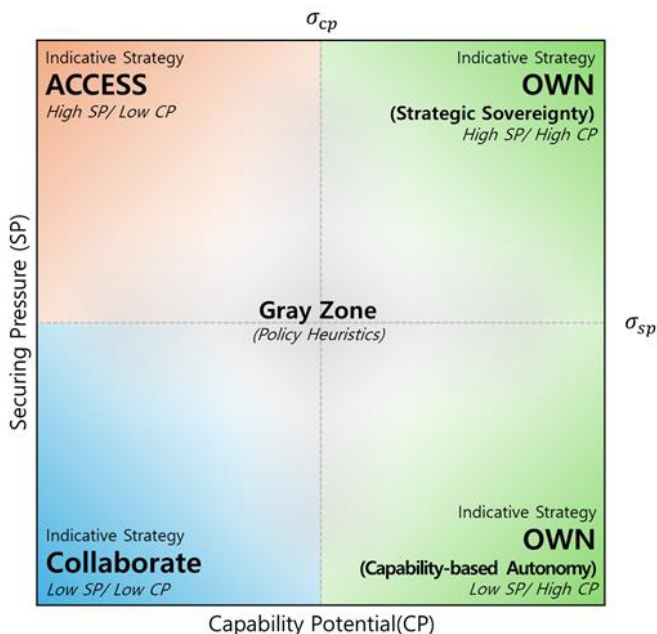 σcp
Indicative Strategy
ACCESS
High SP/ Low CP
Indicative Strategy
OWN
(Strategic Sovereignty)
High SP/ High CP
Securing Pressure (SP)
Gray Zone
(Policy Heuristics)
σsp
Indicative Strategy
Collaborate
Low SP/ Low CP
Indicative Strategy
OWN
(Capability-based Autonomy)
Low SP/ High CP
Capability Potential(CP)